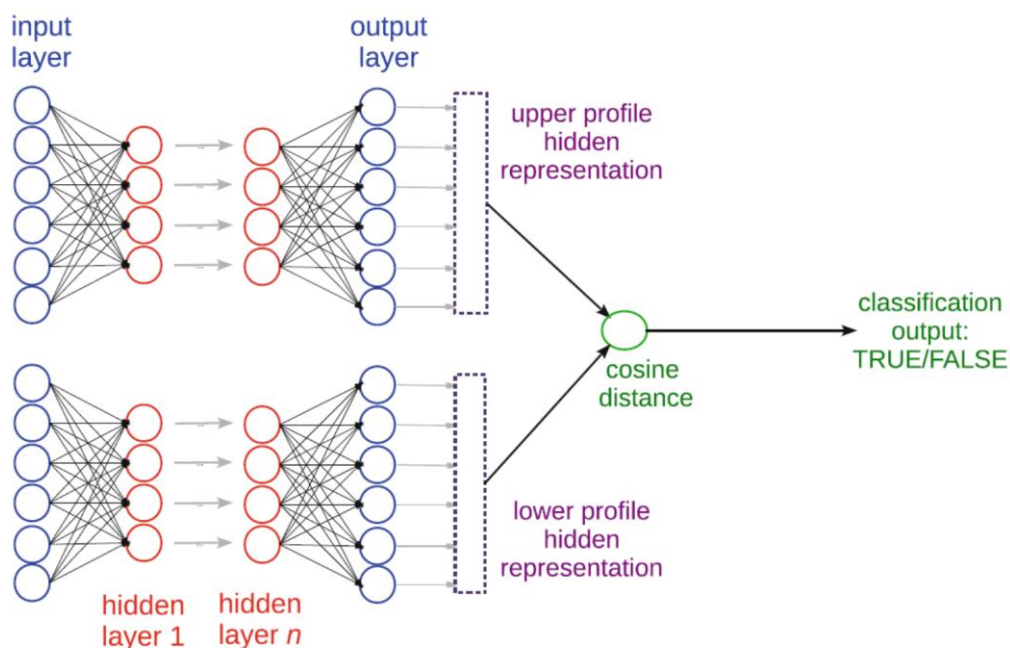 input
layer
output
layer
upper profile
hidden
representation
classification
output:
TRUE/FALSE
cosine
distance
lower profile
hidden
representation
hidden
layer 1
hidden
layer n